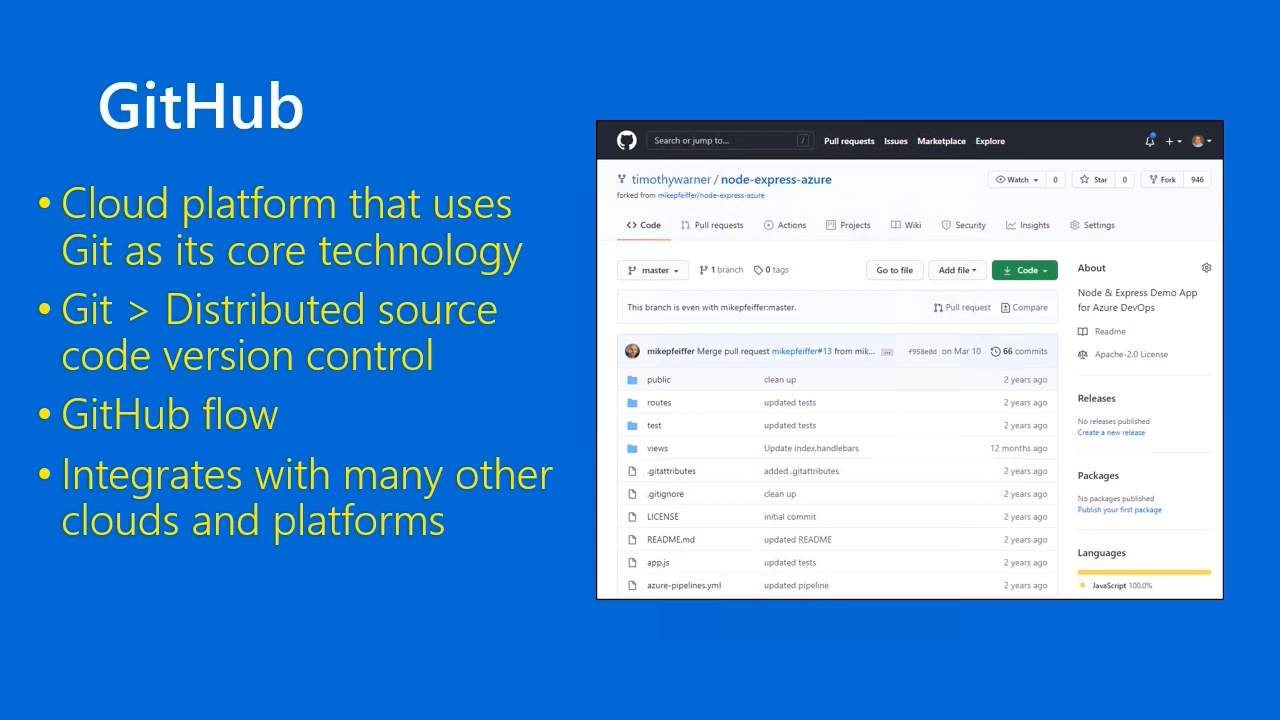 GitHub
• Cloud platform that uses
Git as its core technology
• Git > Distributed source
code version control
• GitHub flow
• Integrates with many other
clouds and platforms
Search or jump to... /
Pull requests Issues Marketplace Explore
timothywarner / node-express-azure
forked from mikepfeiffer/node-express-azure
Watch 0 Star 0 Fork 946
Code Pull requests Actions Projects Wiki Security Insights Settings
master 1 branch 0 tags Go to file Add file Code
This branch is even with mikepfeiffer:master. Pull request Compare
mikepfeiffer Merge pull request mikepfeiffer#13 from mik... ... f958e0d on Mar 10 66 commits
public clean up 2 years ago
routes updated tests 2 years ago
test updated tests 2 years ago
views Update index.handlebars 12 months ago
.gitattributes added .gitattributes 2 years ago
.gitignore clean up 2 years ago
LICENSE initial commit 2 years ago
README.md updated README 2 years ago
app.js updated tests 2 years ago
azure-pipelines.yml updated pipeline 2 years ago
About
Node & Express Demo App
for Azure DevOps
Readme
Apache-2.0 License
Releases
No releases published
Create a new release
Packages
No packages published
Publish your first package
Languages
JavaScript 100.0%